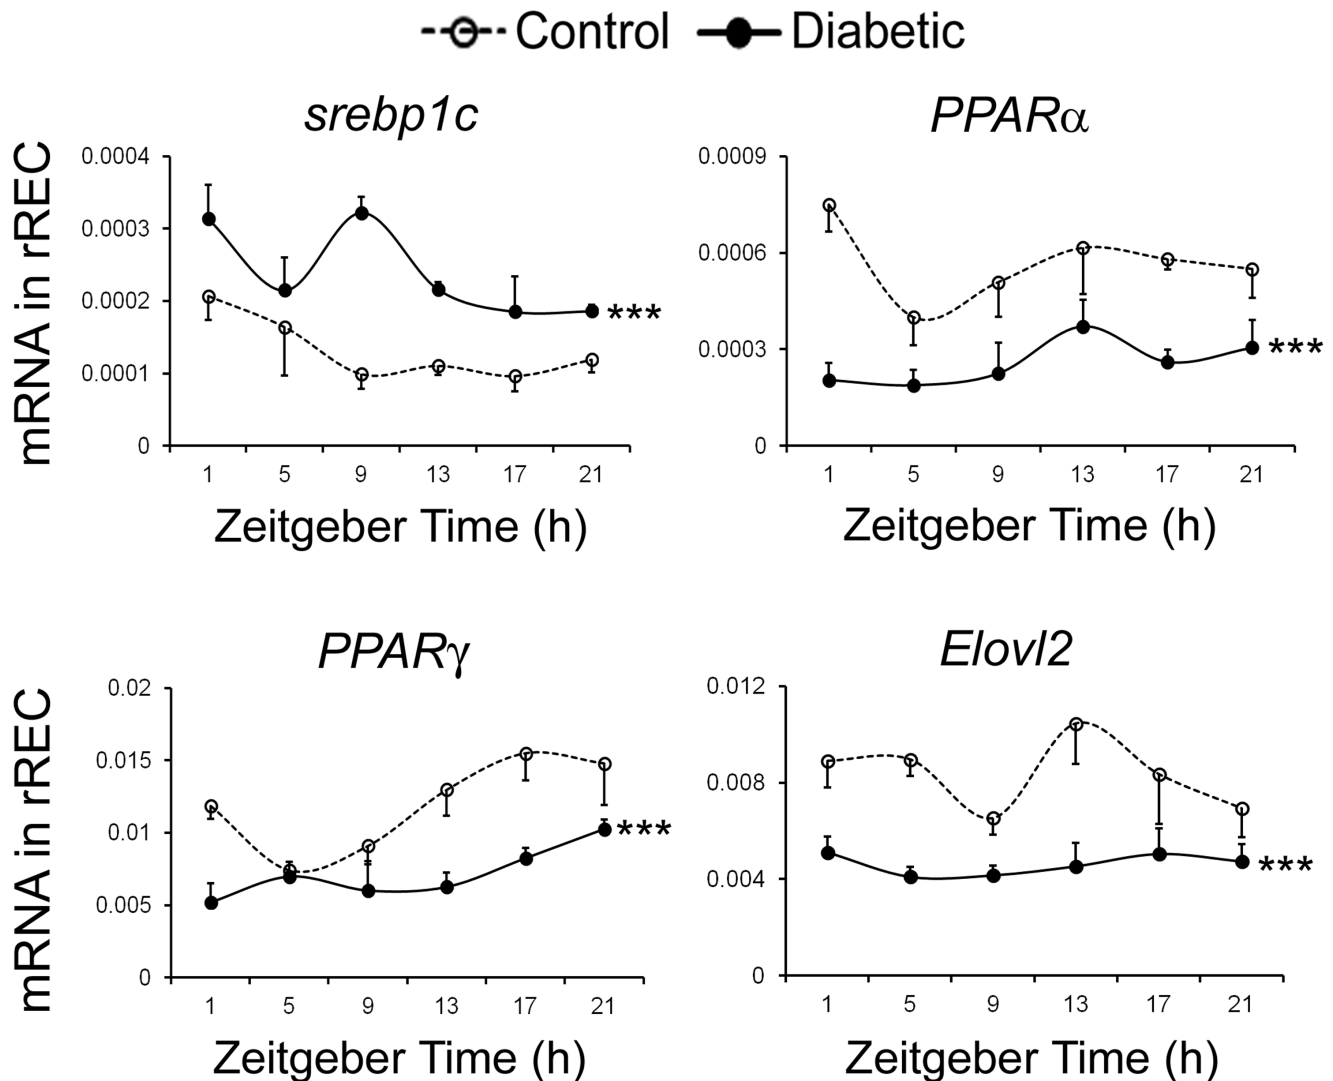 Control Diabetic
srebp1c
mRNA in rREC
0.0004
0.0003
0.0002
0.0001
0
***
1 5 9 13 17 21
Zeitgeber Time (h)
PPARα
0.0009
0.0006
0.0003
0
***
1 5 9 13 17 21
Zeitgeber Time (h)
PPARγ
mRNA in rREC
0.02
0.015
0.01
0.005
0
***
1 5 9 13 17 21
Zeitgeber Time (h)
Elovl2
0.012
0.008
0.004
0
***
1 5 9 13 17 21
Zeitgeber Time (h)